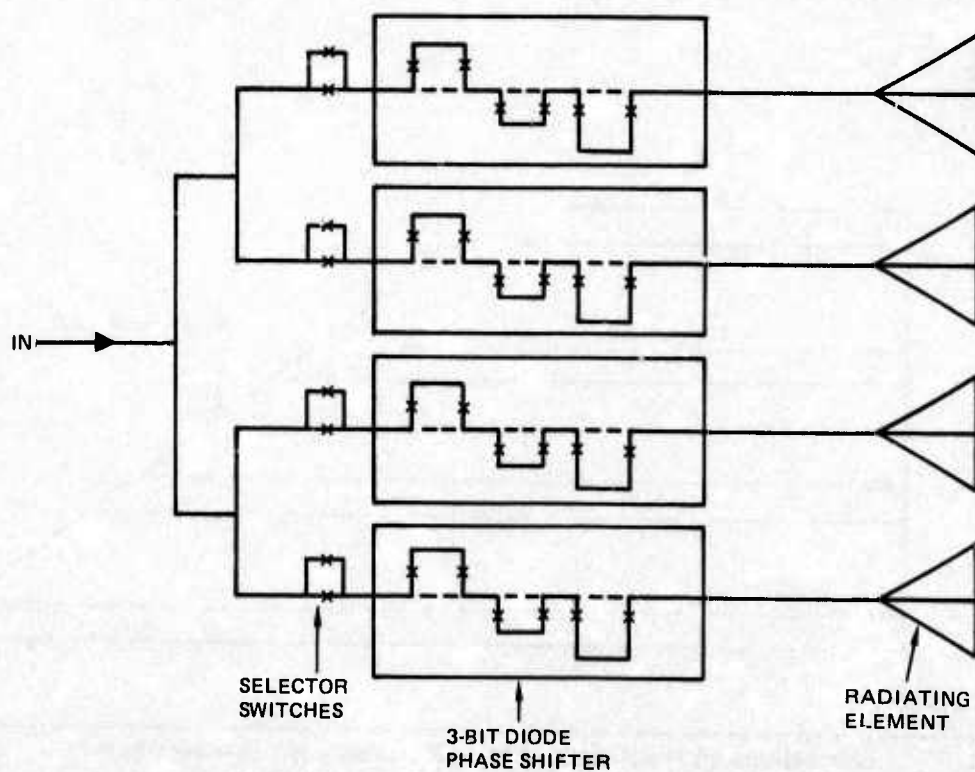 IN
SELECTOR
SWITCHES
3-BIT DIODE
PHASE SHIFTER
RADIATING
ELEMENT